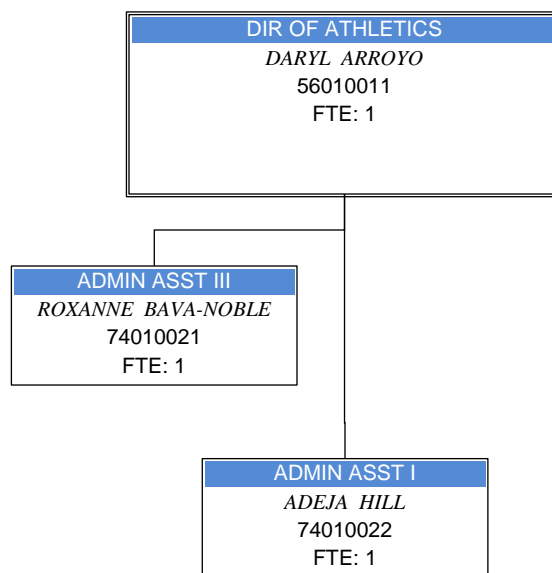 DIR OF ATHLETICS
DARYL ARROYO
56010011
FTE: 1
ADMIN ASST III
ROXANNE BAVA-NOBLE
74010021
FTE: 1
ADMIN ASST I
ADEJA HILL
74010022
FTE: 1